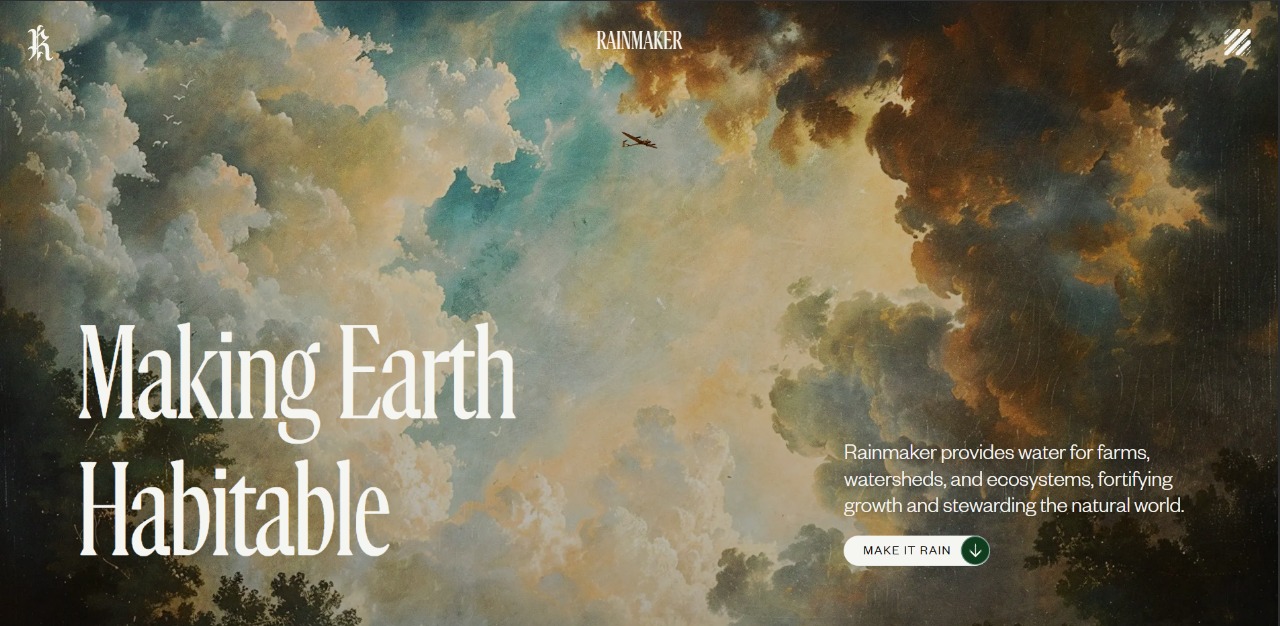 R
RAINMAKER
Making Earth
Habitable
Rainmaker provides water for farms,
watersheds, and ecosystems, fortifying
growth and stewarding the natural world.
MAKE IT RAIN